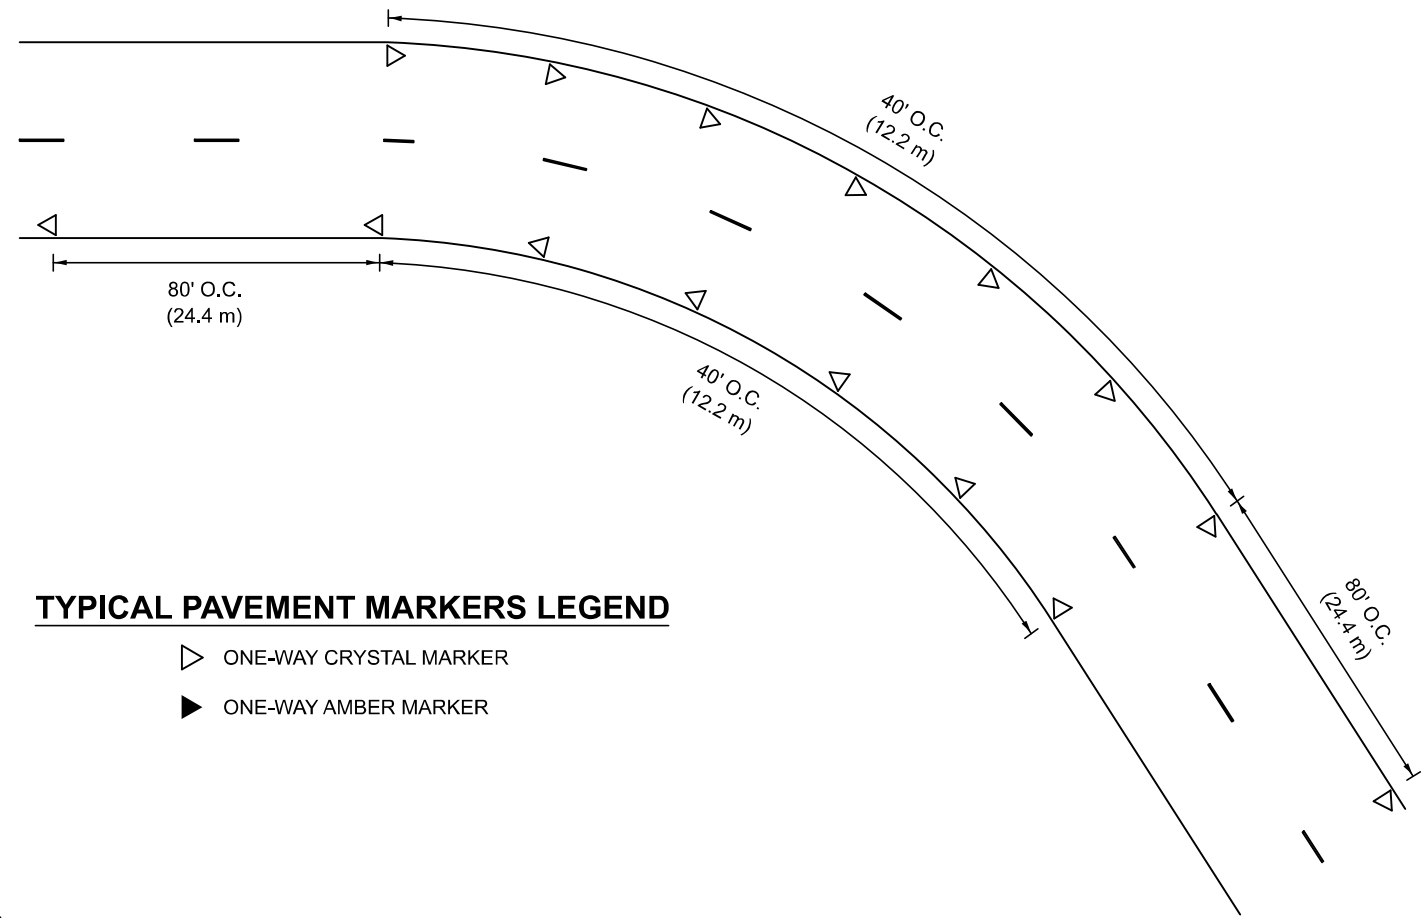 40' O.C.
(12.2 m)
80' O.C.
(24.4 m)
40' O.C.
(12.2 m)
80' O.C.
(24.4 m)
TYPICAL PAVEMENT MARKERS LEGEND
ONE-WAY CRYSTAL MARKER
ONE-WAY AMBER MARKER